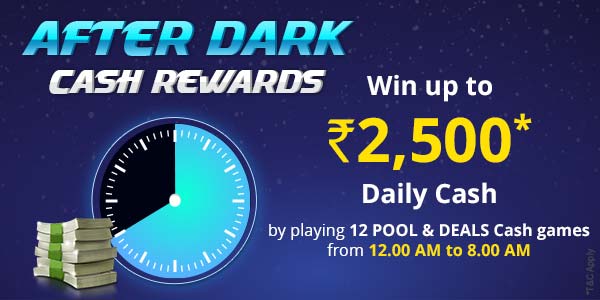 AFTER DARK
CASH REWARDS
Win up to
₹2,500*
Daily Cash
by playing 12 POOL & DEALS Cash games
from 12.00 AM to 8.00 AM
*T&C Apply